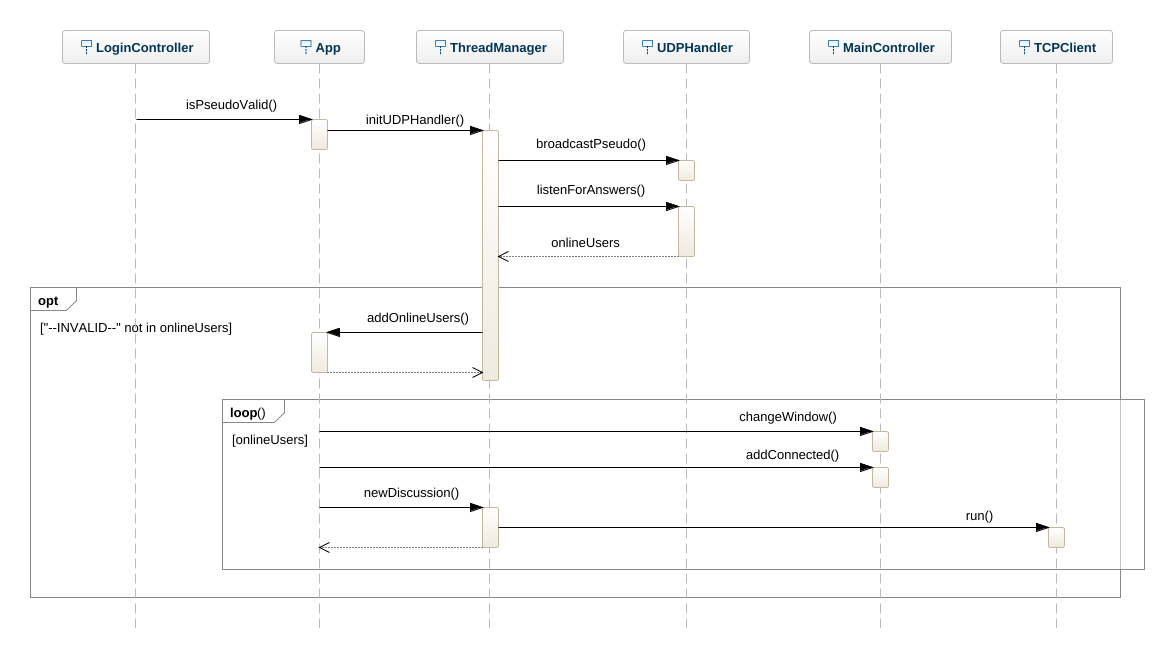 LoginController
App
ThreadManager
UDPHandler
MainController
TCPClient
isPseudoValid()
initUDPHandler()
broadcastPseudo()
listenForAnswers()
onlineUsers
opt
["--INVALID--" not in onlineUsers]
addOnlineUsers()
loop()
[onlineUsers]
changeWindow()
addConnected()
newDiscussion()
run()